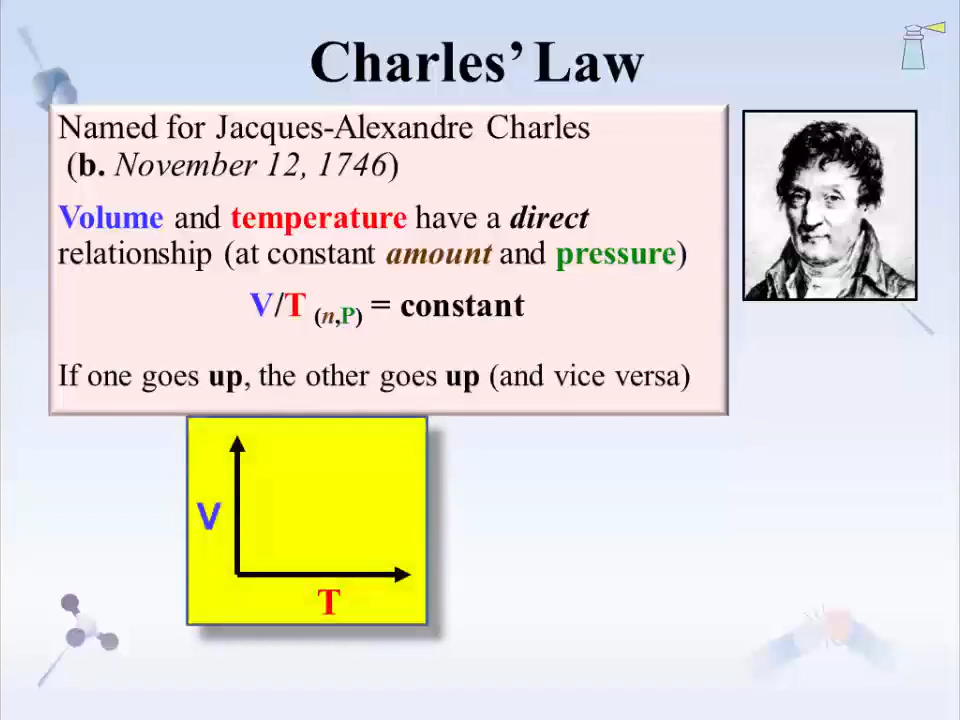 Charles’ Law
Named for Jacques-Alexandre Charles
(b. November 12, 1746)
Volume and temperature have a direct
relationship (at constant amount and pressure)
V/T (n,P) = constant
If one goes up, the other goes up (and vice versa)
V
T